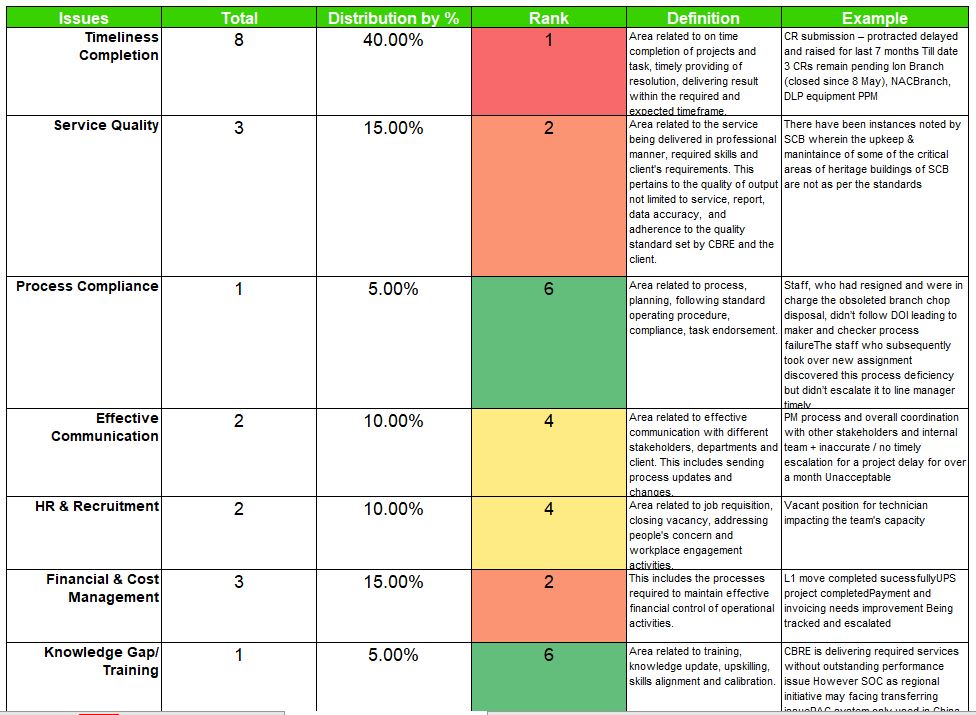 Issues Total Distribution by % Rank Definition Example
Timeliness
Completion
8 40.00% 1
Area related to on time
completion of projects and
task, timely providing of
resolution, delivering result
within the required and
expected timeframe.
CR submission – protracted delayed
and raised for last 7 months Till date
3 CRs remain pending Ion Branch
(closed since 8 May), NACBranch,
DLP equipment PPM
Service Quality 3 15.00% 2
Area related to the service
being delivered in professional
manner, required skills and
client's requirements. This
pertains to the quality of output
not limited to service, report,
data accuracy, and
adherence to the quality
standard set by CBRE and the
client.
There have been instances noted by
SCB wherein the upkeep &
manintaince of some of the critical
areas of heritage buildings of SCB
are not as per the standards
Process Compliance 1 5.00% 6
Area related to process,
planning, following standard
operating procedure,
compliance, task endorsement.
Staff, who had resigned and were in
charge the obsoleted branch chop
disposal, didn't follow DOI leading to
maker and checker process
failureThe staff who subsequently
took over new assignment
discovered this process deficiency
but didn't escalate it to line manager
timely
Effective
Communication
2 10.00% 4
Area related to effective
communication with different
stakeholders, departments and
client. This includes sending
process updates and
changes.
PM process and overall coordination
with other stakeholders and internal
team + inaccurate / no timely
escalation for a project delay for over
a month Unacceptable
HR & Recruitment 2 10.00% 4
Area related to job requisition,
closing vacancy, addressing
people's concern and
workplace engagement
activities.
Vacant position for technician
impacting the team's capacity
Financial & Cost
Management
3 15.00% 2
This includes the processes
required to maintain effective
financial control of operational
activities.
L1 move completed sucessfullyUPS
project completedPayment and
invoicing needs improvement Being
tracked and escalated
Knowledge Gap/
Training
1 5.00% 6
Area related to training,
knowledge update, upskilling,
skills alignment and calibration.
CBRE is delivering required services
without outstanding performance
issue However SOC as regional
initiative may facing transferring
issuePAC system only used in China